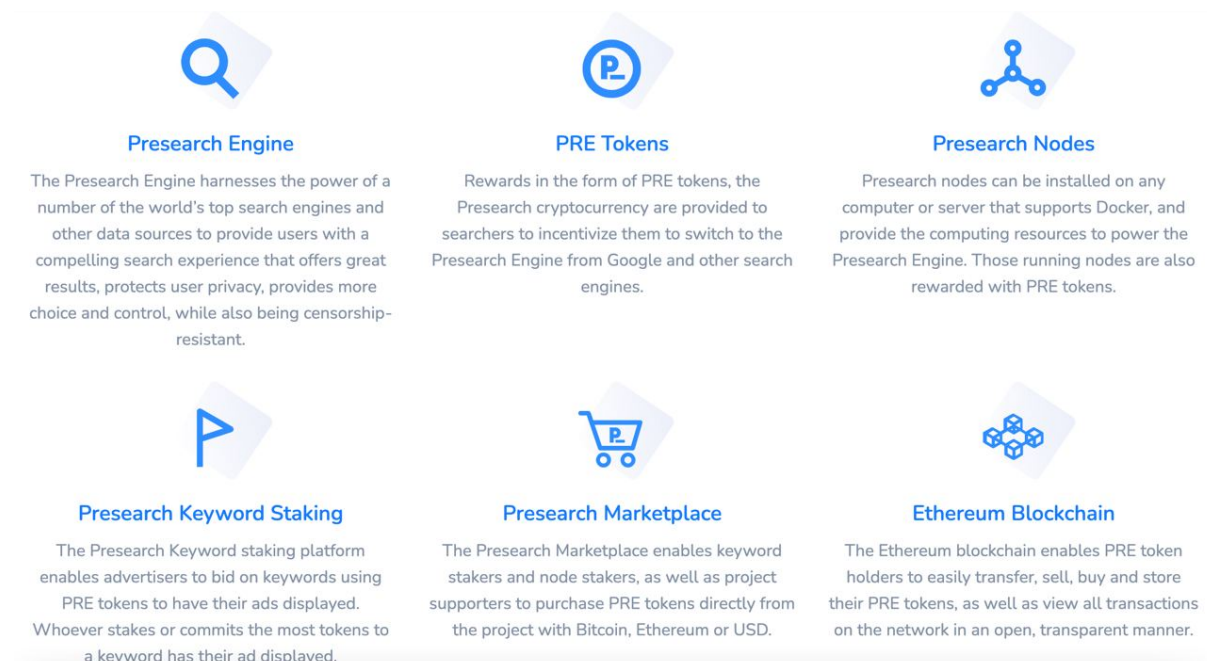 Presearch Engine
The Presearch Engine harnesses the power of a
number of the world's top search engines and
other data sources to provide users with a
compelling search experience that offers great
results, protects user privacy, provides more
choice and control, while also being censorship-
resistant.
P_
PRE Tokens
Rewards in the form of PRE tokens, the
Presearch cryptocurrency are provided to
searchers to incentivize them to switch to the
Presearch Engine from Google and other search
engines.
Presearch Nodes
Presearch nodes can be installed on any
computer or server that supports Docker, and
provide the computing resources to power the
Presearch Engine. Those running nodes are also
rewarded with PRE tokens.
Presearch Keyword Staking
The Presearch Keyword staking platform
enables advertisers to bid on keywords using
PRE tokens to have their ads displayed.
Whoever stakes or commits the most tokens to
a keyword has their ad displayed.
P_
Presearch Marketplace
The Presearch Marketplace enables keyword
stakers and node stakers, as well as project
supporters to purchase PRE tokens directly from
the project with Bitcoin, Ethereum or USD.
Ethereum Blockchain
The Ethereum blockchain enables PRE token
holders to easily transfer, sell, buy and store
their PRE tokens, as well as view all transactions
on the network in an open, transparent manner.